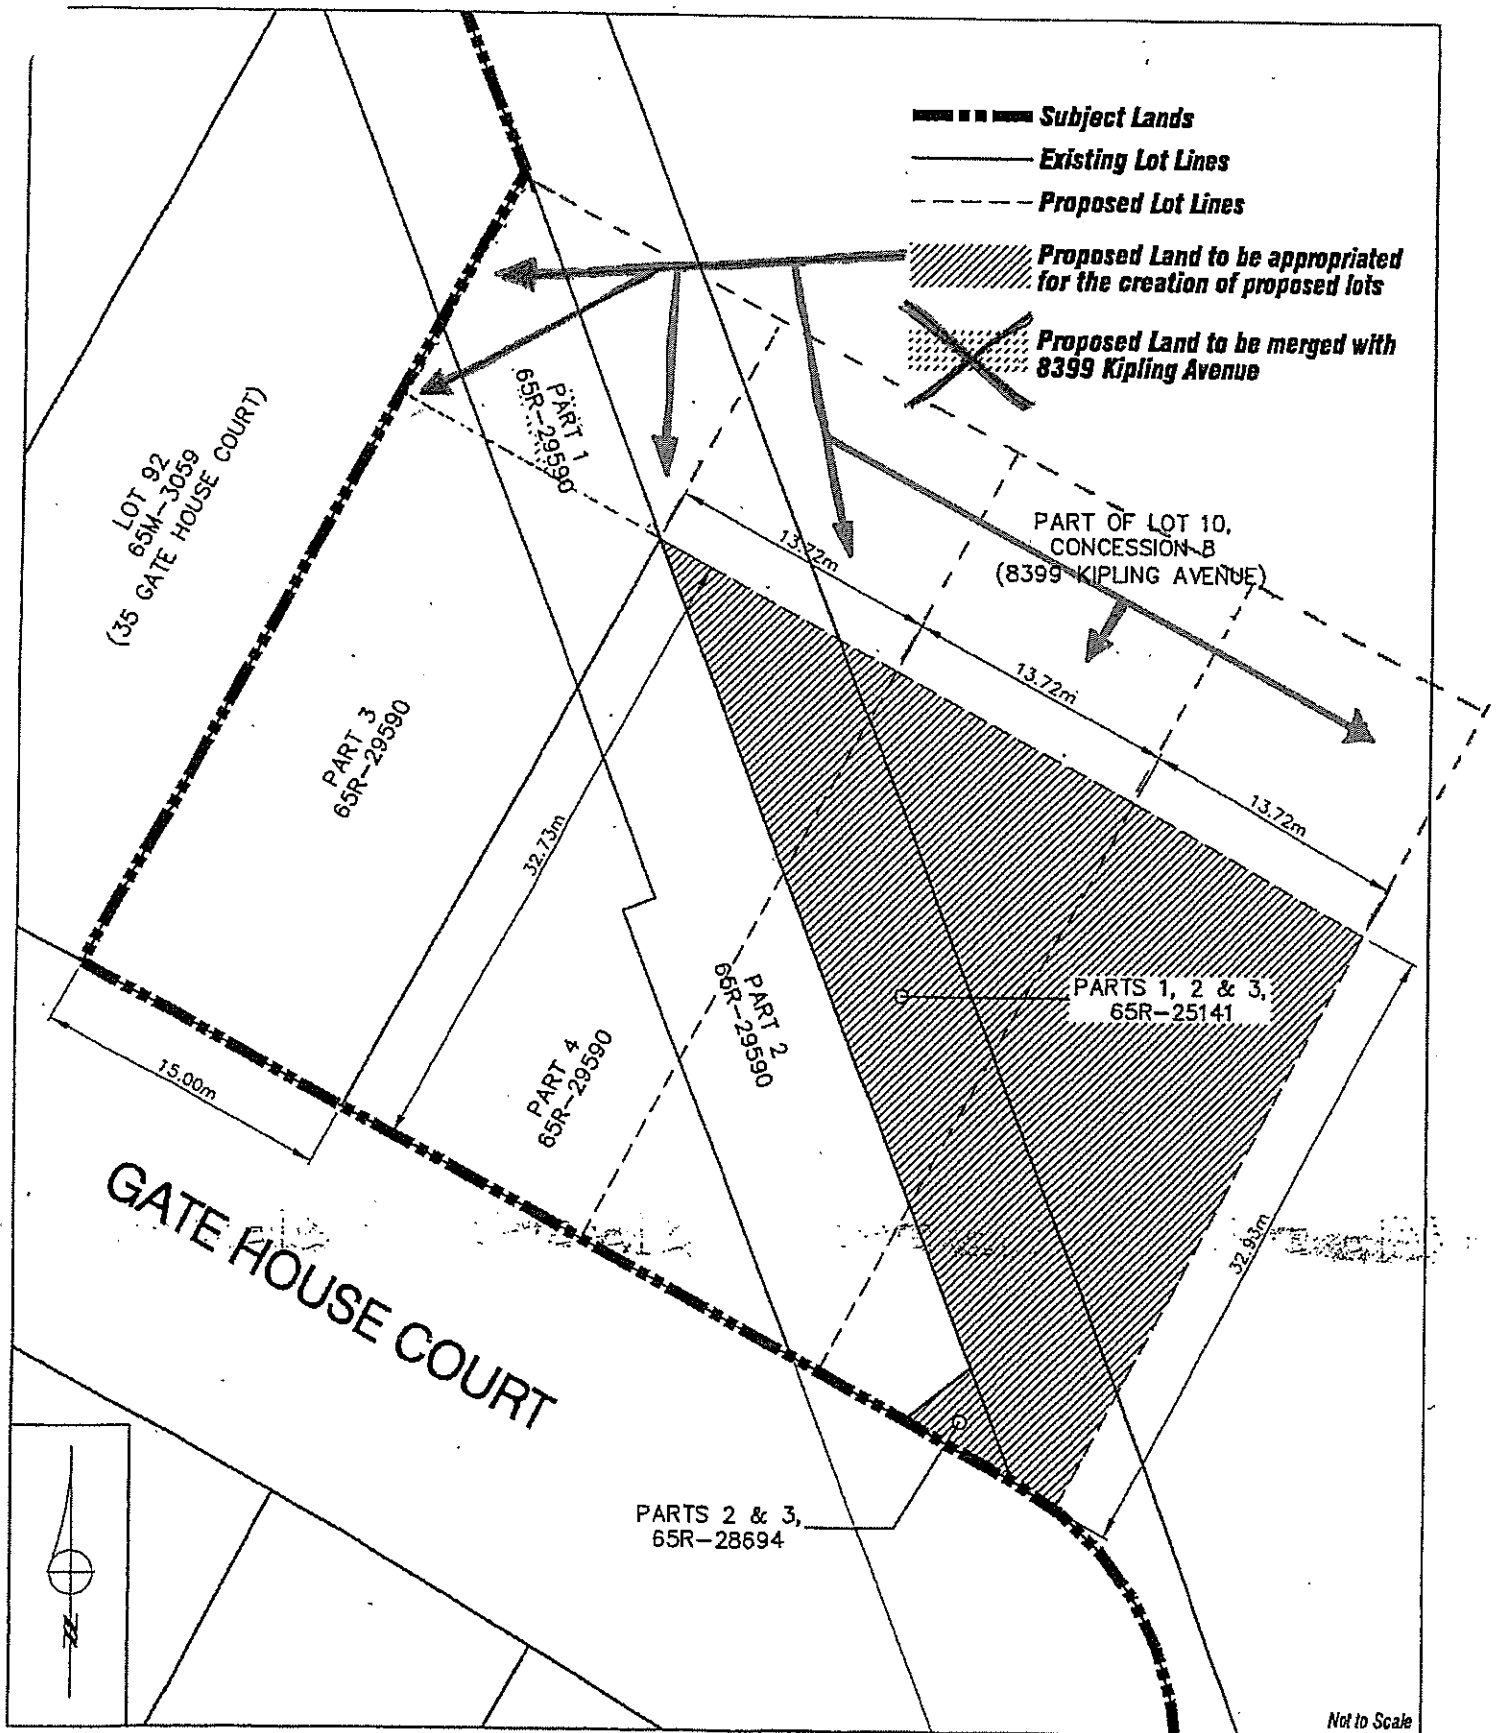 Subject Lands
Existing Lot Lines
Proposed Lot Lines
Proposed Land to be appropriated
for the creation of proposed lots
Proposed Land to be merged with
8399 Kipling Avenue
PART 1
65R-29590
LOT 92
65M-3059
(35 GATE HOUSE COURT)
PART OF LOT 10,
CONCESSION 8
(8399 KIPLING AVENUE)
13.72m
13.72m
13.72m
PART 3
65R-29590
32.73m
PART 2
65R-29590
PARTS 1, 2 & 3,
65R-25141
PART 4
65R-29590
15.00m
32.93m
GATE HOUSE COURT
PARTS 2 & 3,
65R-28694
N
Not to Scale